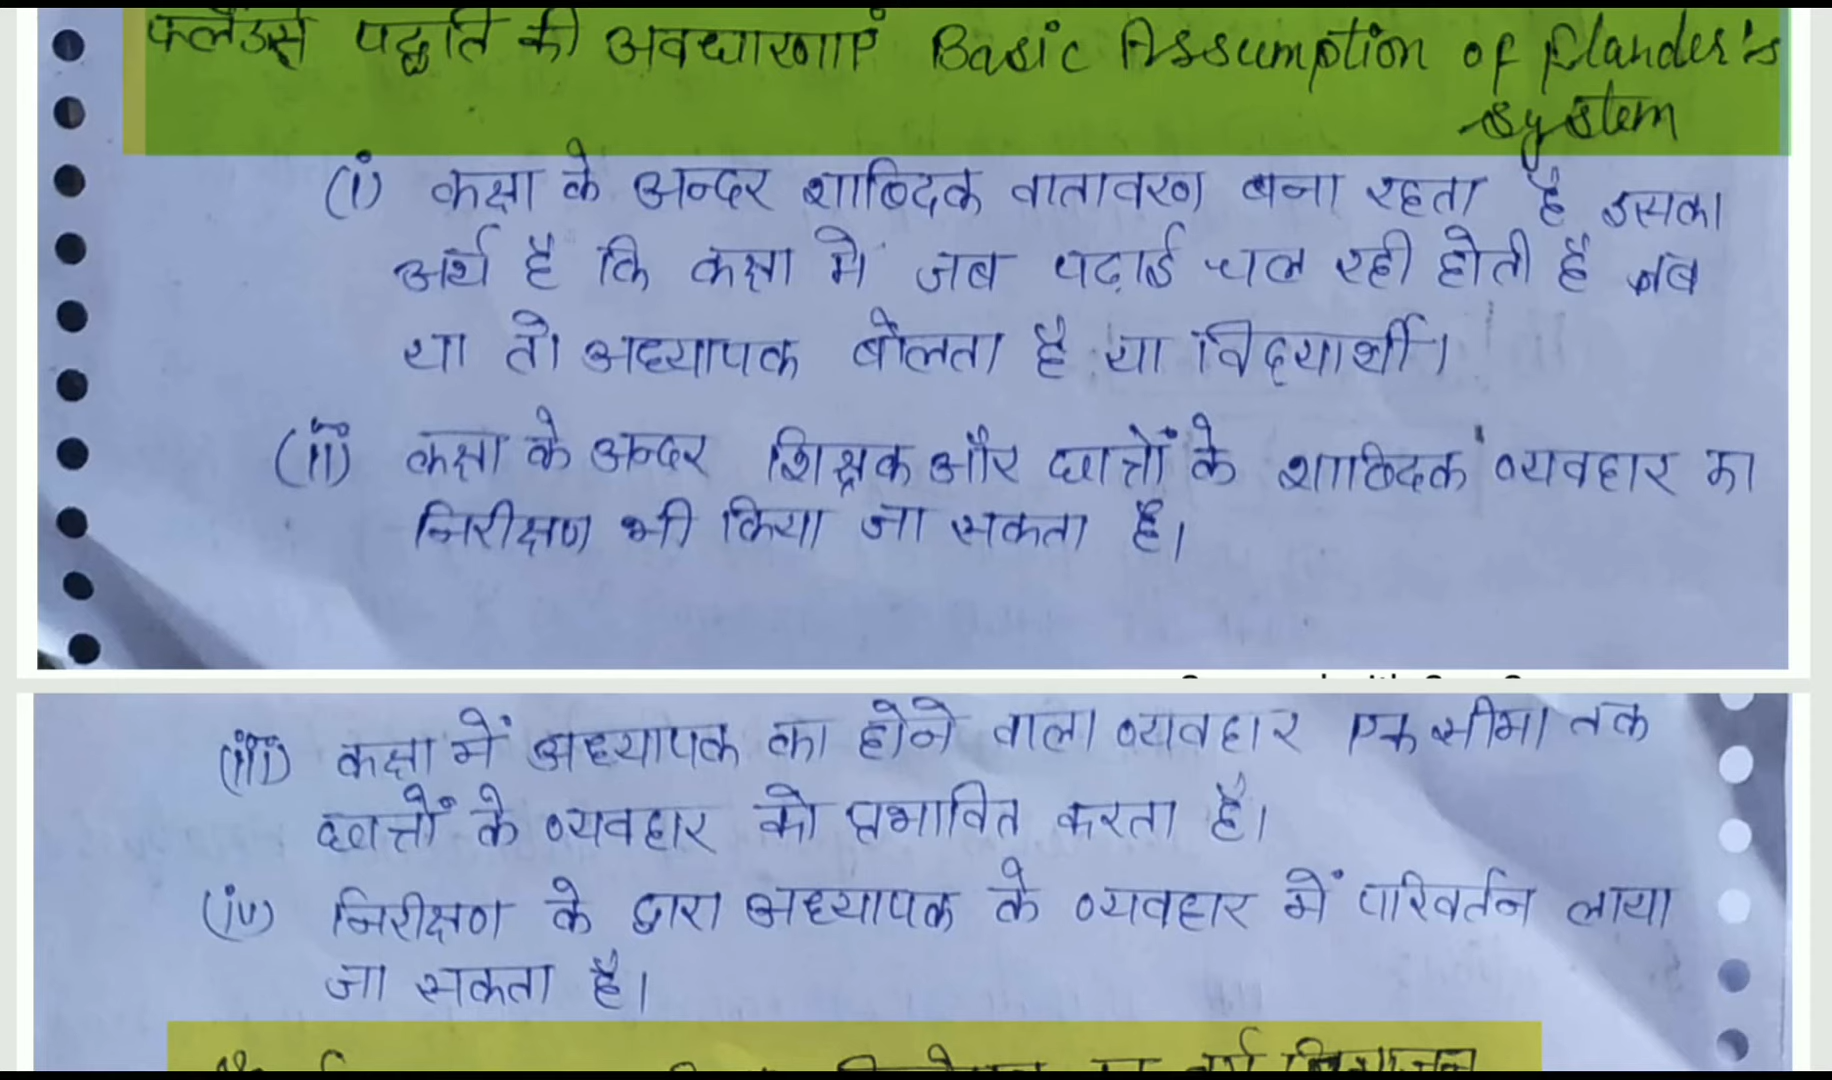 फ्लैंडर्स पद्धति की अवधारणाएं Basic Assumption of Flander's
system
(i) कक्षा के अन्दर शाब्दिक वातावरण बना रहता है इसका
अर्थ है कि कक्षा में जब पढ़ाई चल रही होती है तब
या तो अध्यापक बोलता है या विद्यार्थी।
(ii) कक्षा के अन्दर शिक्षक और छात्रों के शाब्दिक व्यवहार का
निरीक्षण भी किया जा सकता है।
(iii) कक्षा में अध्यापक का होने वाला व्यवहार एक सीमा तक
छात्रों के व्यवहार को प्रभावित करता है।
(iv) निरीक्षण के द्वारा अध्यापक के व्यवहार में परिवर्तन लाया
जा सकता है।